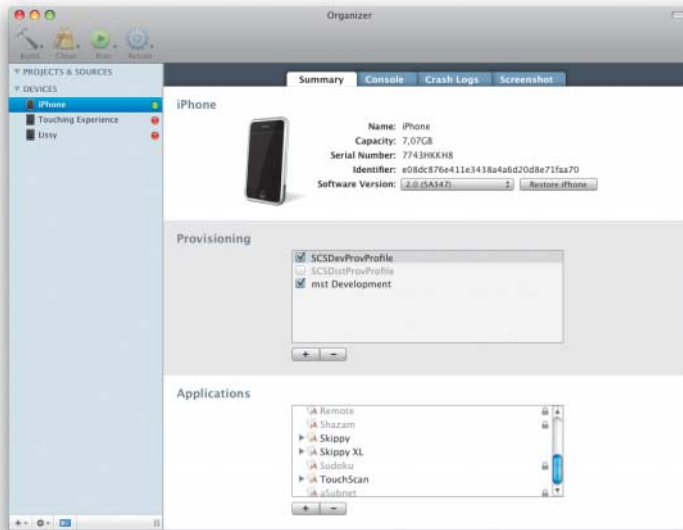 Organizer
Build Clean Run Action
PROJECTS & SOURCES
DEVICES
iPhone
Touching Experience
Lissy
Summary Console Crash Logs Screenshot
iPhone
Name: iPhone
Capacity: 7,07GB
Serial Number: 7743HKKH8
Identifier: e08dc876e411e3438a4a6d20d8e71faa70
Software Version: 2.0 (5A347) Restore iPhone
Provisioning
SCSDevProvProfile
SCSDistProvProfile
mst Development
+ −
Applications
Remote
Shazam
Skippy
Skippy XL
Sudoku
TouchScan
aSubnet
+ −